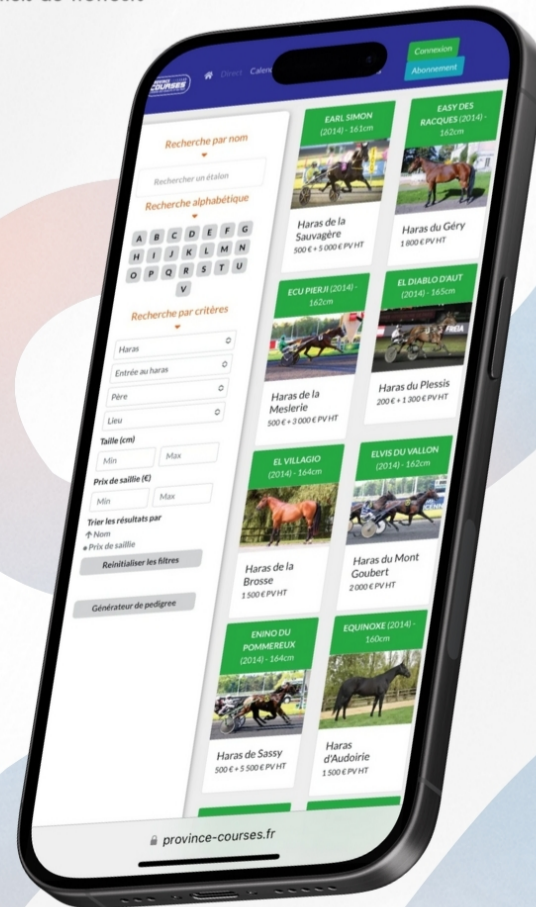 PROVINCE
COURSES
Direct
Connexion
Abonnement
Recherche par nom
Rechercher un étalon
Recherche alphabétique
A B C D E F G
H I J K L M N
O P Q R S T U
V
Recherche par critères
Haras
Entrée au haras
Père
Lieu
Taille (cm)
Min Max
Prix de saillie (€)
Min Max
Trier les résultats par
Nom
Prix de saillie
Reinitialiser les filtres
Générateur de pedigree
EARL SIMON
(2014) - 161cm
Haras de la
Sauvagère
500 € + 5 000 € PV HT
EASY DES
RACQUES (2014) -
162cm
Haras du Géry
1 800 € PV HT
ECU PIERJI (2014) -
162cm
Haras de la
Meslerie
500 € + 3 000 € PV HT
EL DIABLO D'AUT
(2014) - 165cm
FRIGA
Haras du Plessis
200 € + 1 300 € PV HT
EL VILLAGIO
(2014) - 164cm
Haras de la
Brosse
1 500 € PV HT
ELVIS DU VALLON
(2014) - 162cm
Haras du Mont
Goubert
2 000 € PV HT
ENINO DU
POMMEREUX
(2014) - 164cm
Haras de Sassy
500 € + 5 500 € PV HT
EQUINOXE (2014) -
160cm
Haras
d'Audoirie
1 500 € PV HT
province-courses.fr